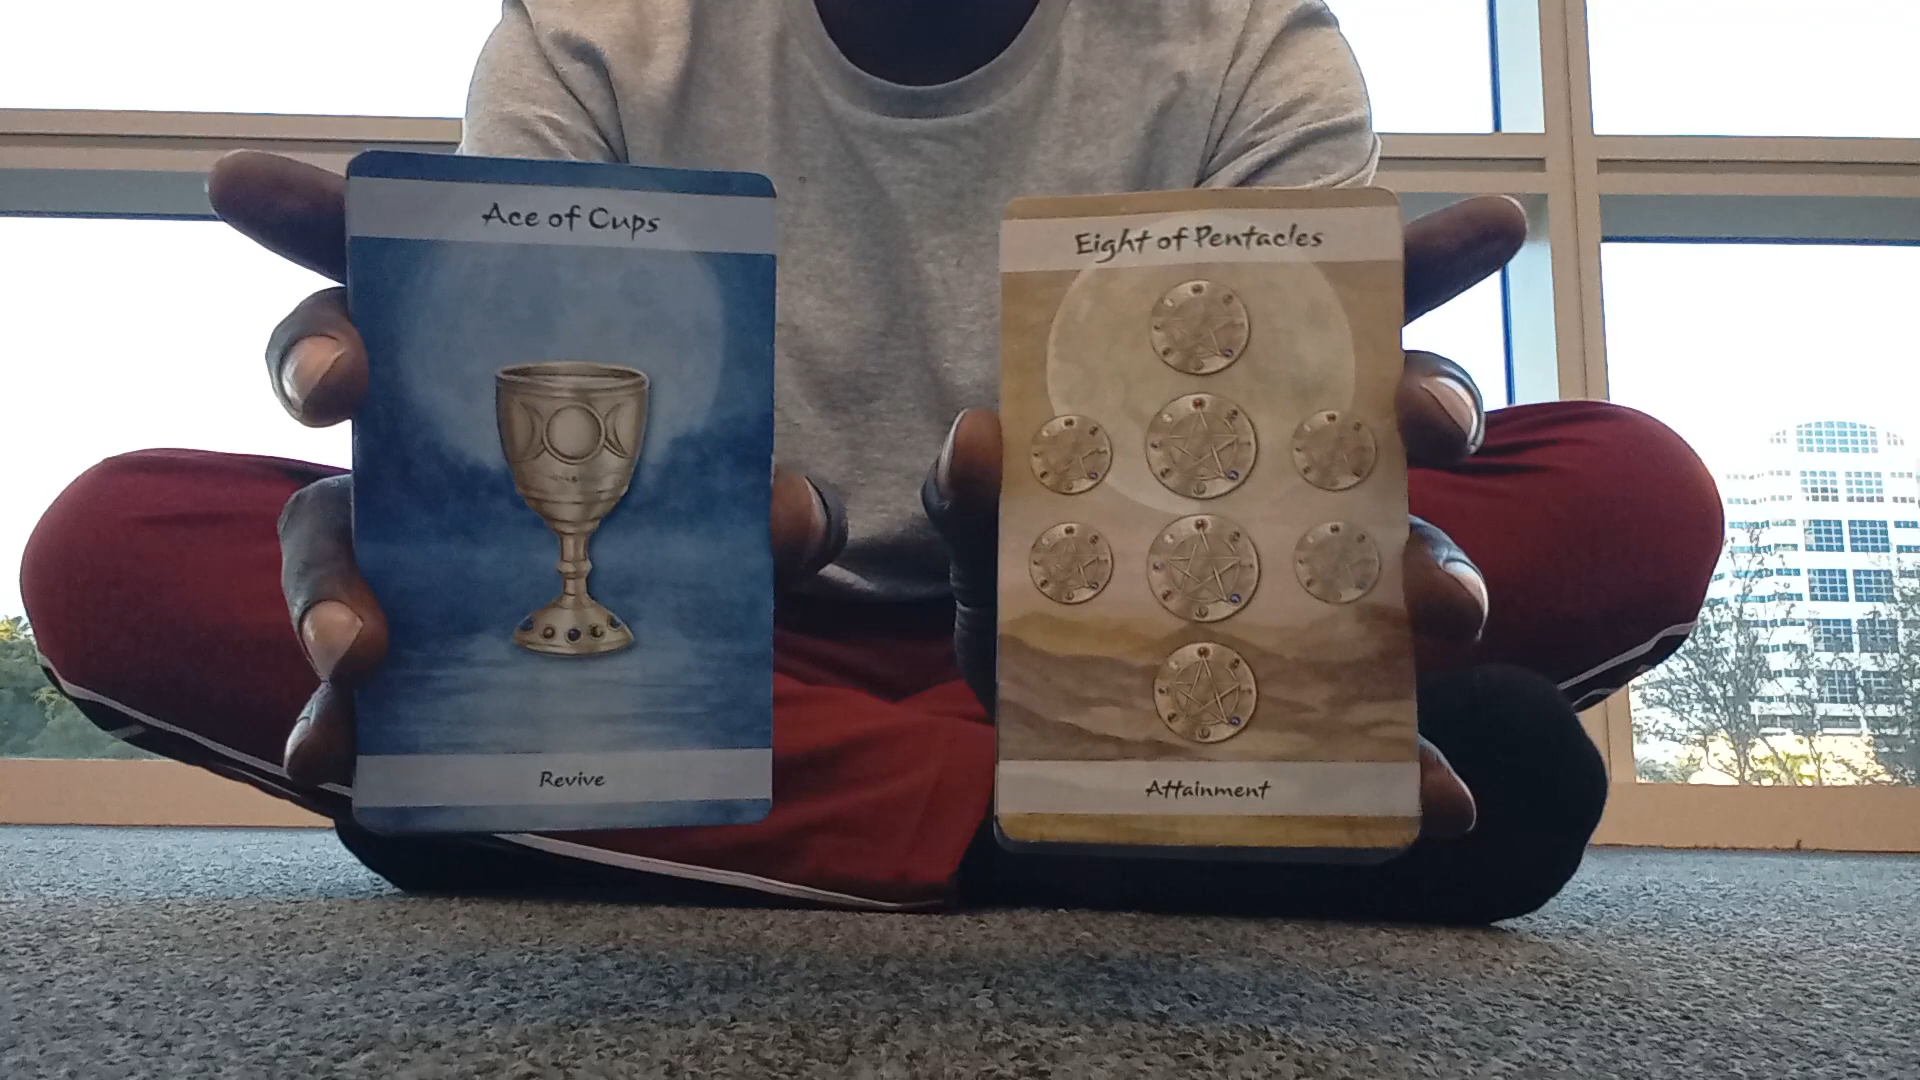 Ace of Cups
Revive
Eight of Pentacles
Attainment